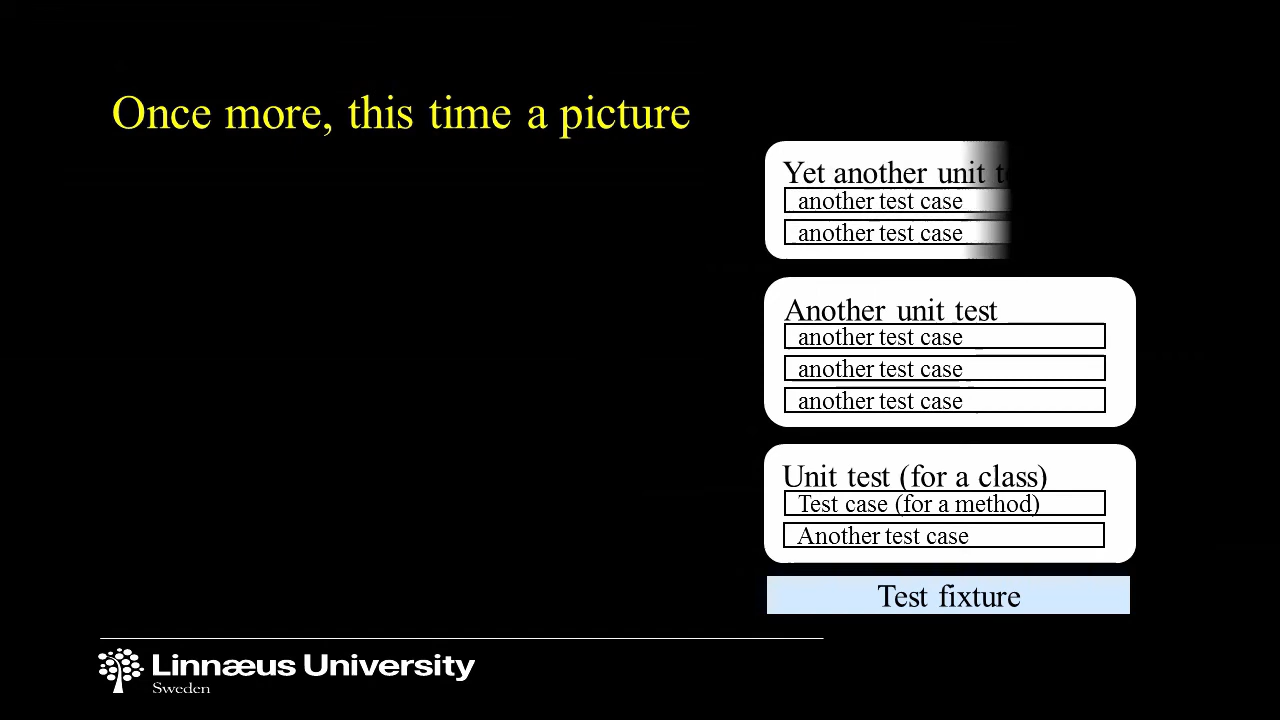 Once more, this time a picture
Yet another unit
another test case
another test case
Another unit test
another test case
another test case
another test case
Unit test (for a class)
Test case (for a method)
Another test case
Test fixture
Linnæus University
Sweden